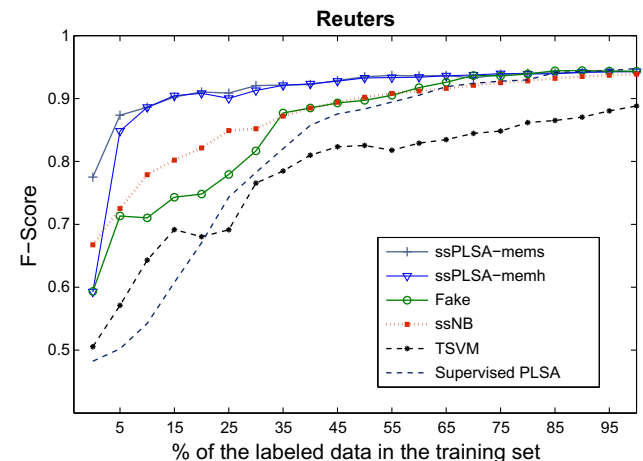 Reuters
1
0.9
0.8
0.7
0.6
0.5
F−Score
ssPLSA−mems
ssPLSA−memh
Fake
ssNB
TSVM
Supervised PLSA
5 15 25 35 45 55 65 75 85 100
% of the labeled data in the training set